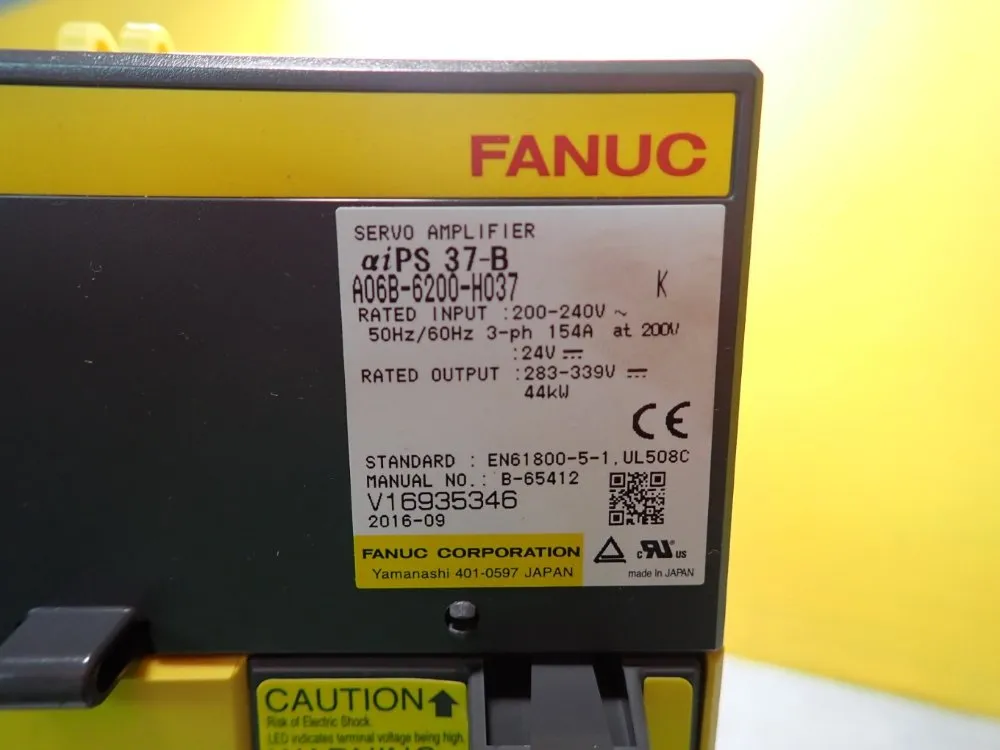 FANUC
SERVO AMPLIFIER
αiPS 37-B
A06B-6200-H037 K
RATED INPUT :200-240V ~
50Hz/60Hz 3-ph 154A at 200V
:24V ⎓
RATED OUTPUT :283-339V ⎓
44kW
CE
STANDARD : EN61800-5-1,UL508C
MANUAL NO.: B-65412
V16935346
2016-09
FANUC CORPORATION
Yamanashi 401-0597 JAPAN
c RU us
made in JAPAN
CAUTION
Risk of Electric Shock.
LED indicates terminal voltage being high.
WARNING